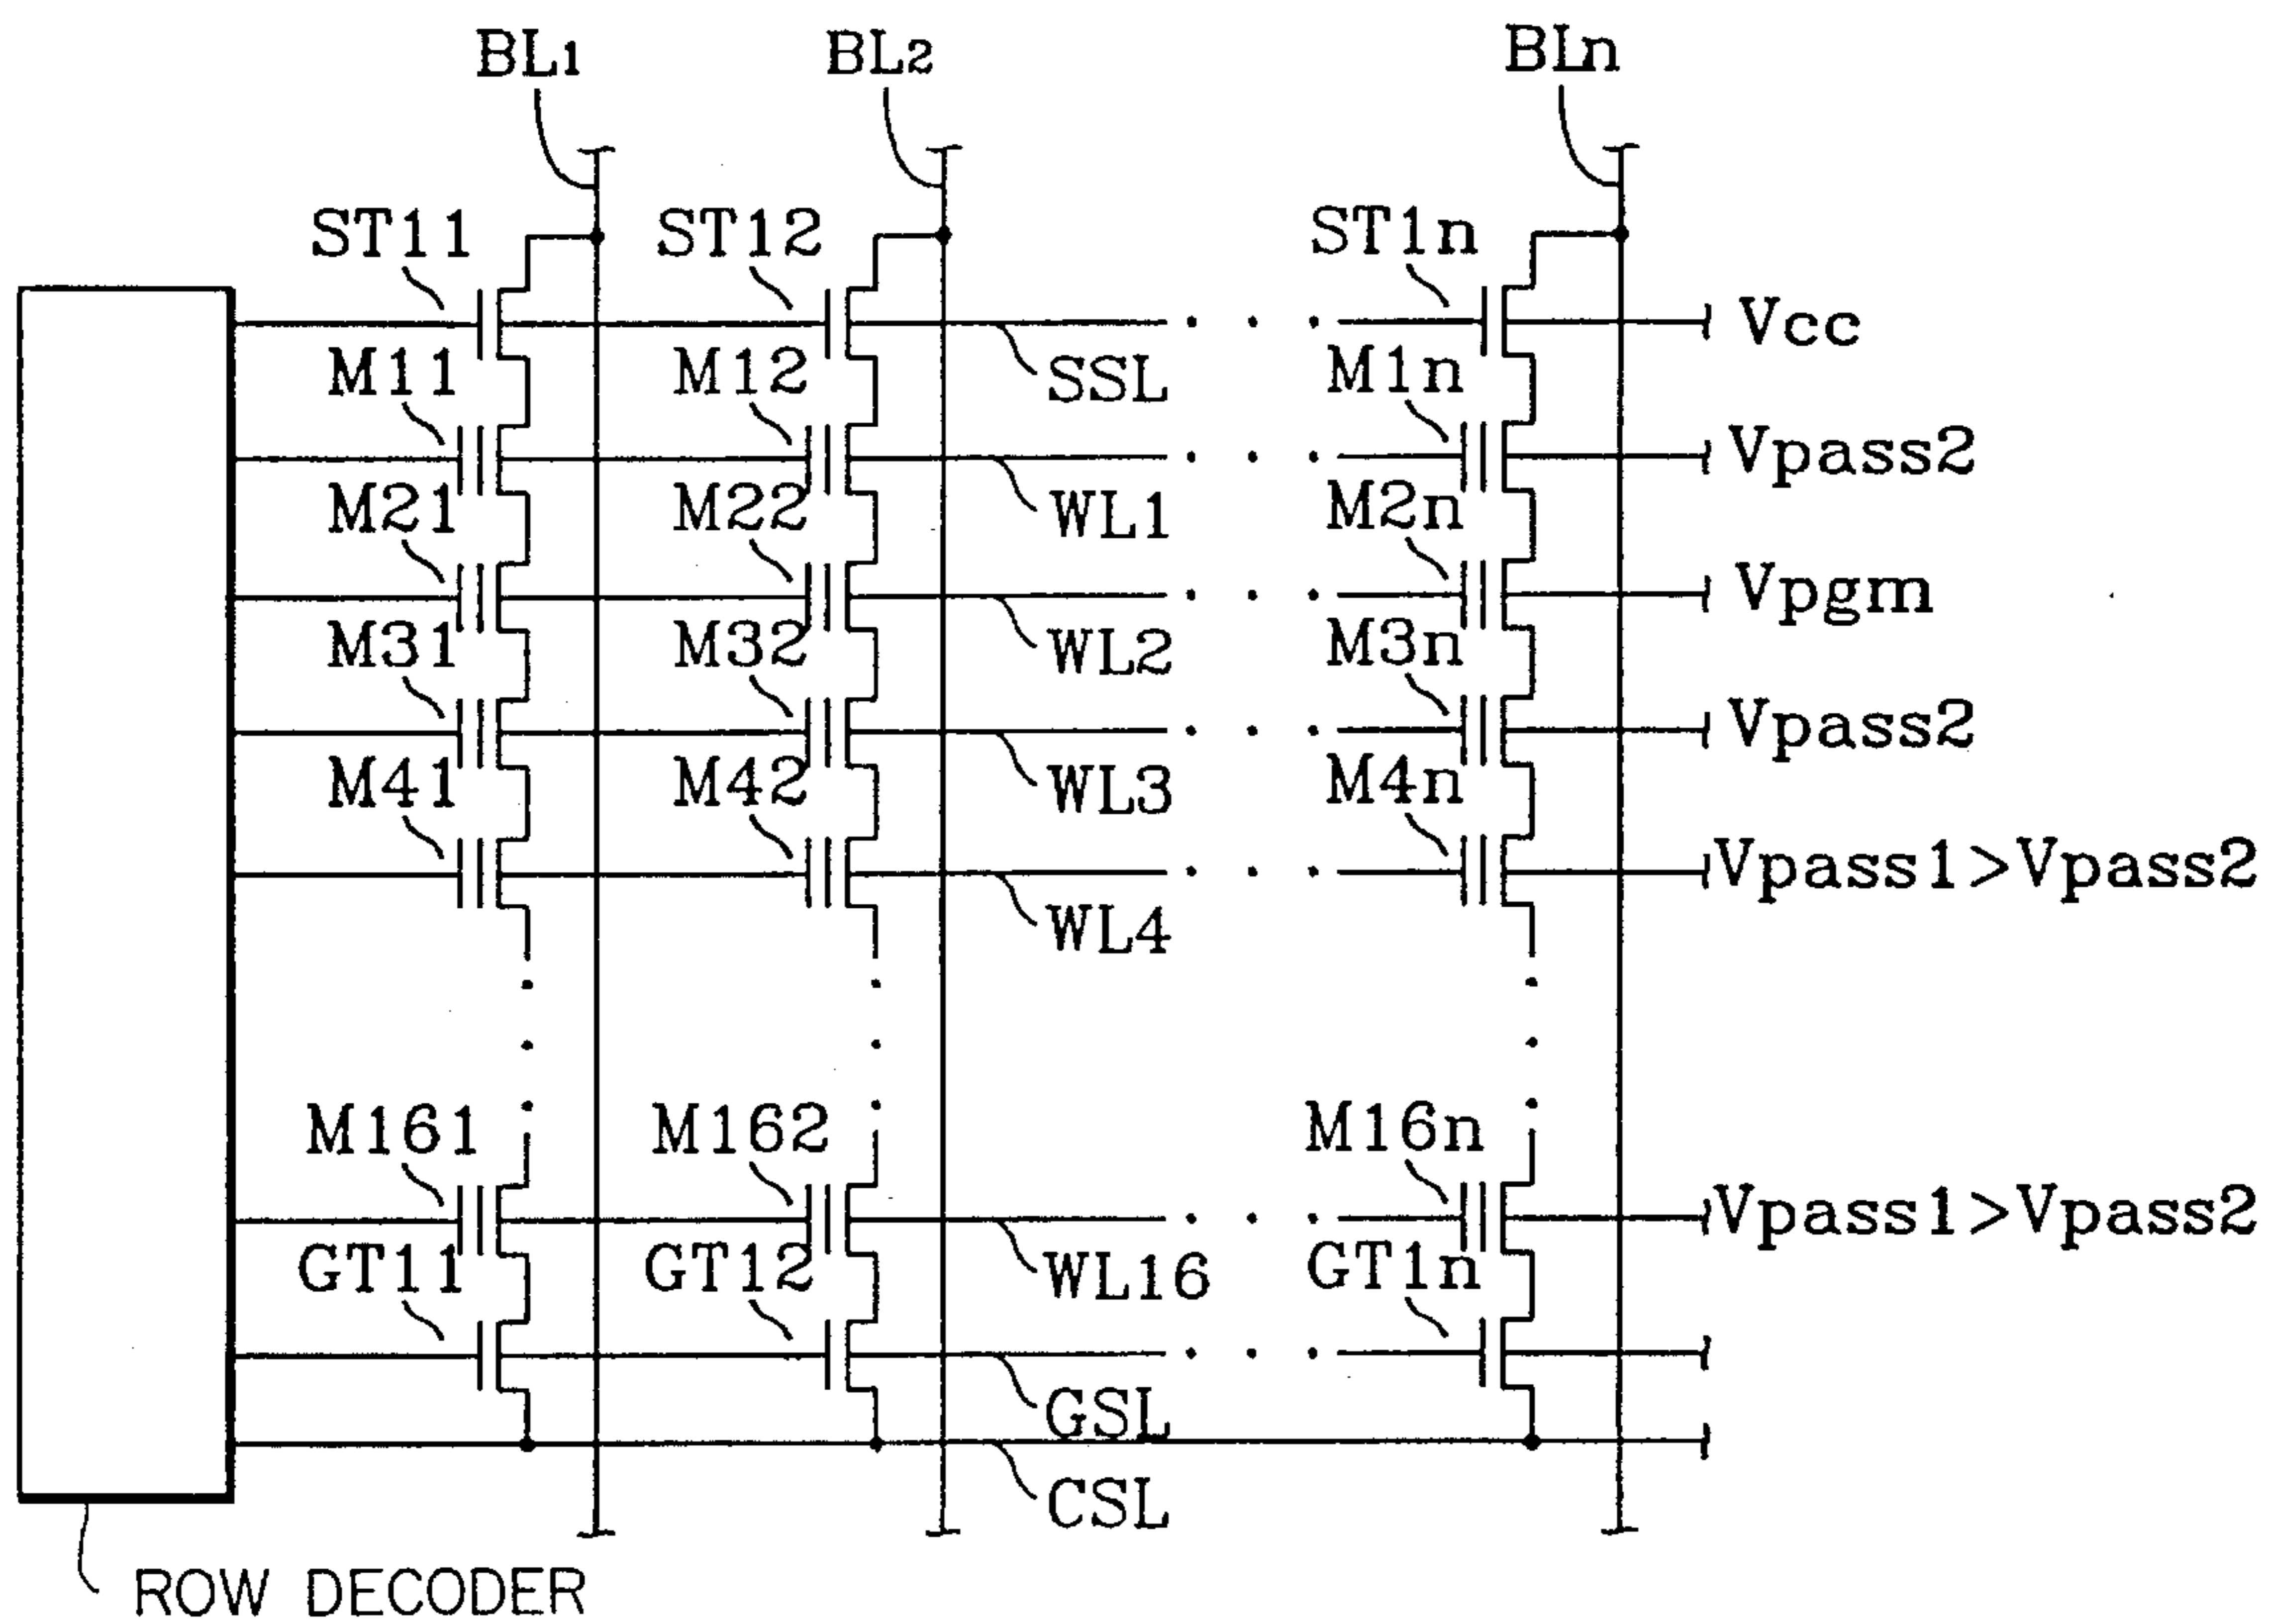 BL1 BL2 BLn
ST11 ST12 ST1n
Vcc
M11 M12 SSL M1n
Vpass2
M21 M22 WL1 M2n
Vpgm
M31 M32 WL2 M3n
Vpass2
M41 M42 WL3 M4n
Vpass1>Vpass2
WL4
M161 M162 M16n
Vpass1>Vpass2
GT11 GT12 WL16 GT1n
GSL
CSL
ROW DECODER